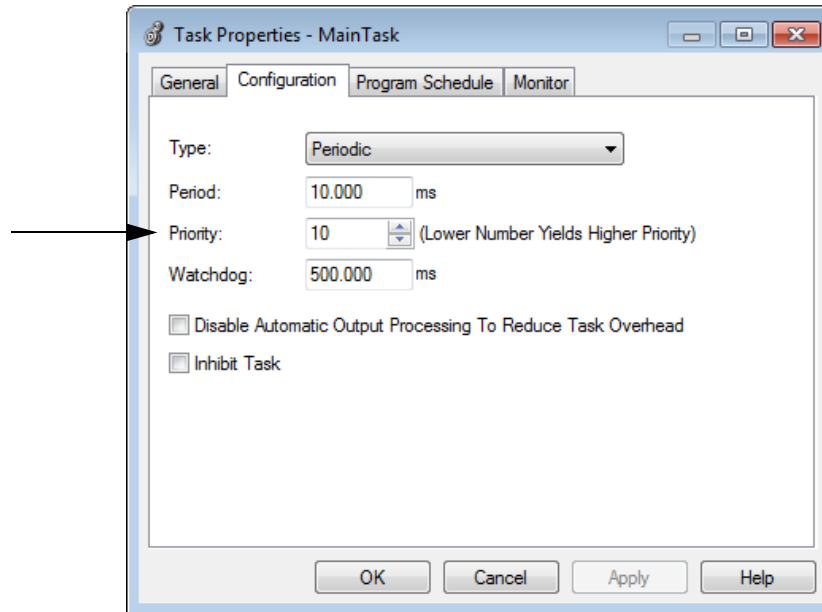 Task Properties - MainTask
General Configuration Program Schedule Monitor
Type: Periodic
Period: 10.000 ms
Priority: 10 (Lower Number Yields Higher Priority)
Watchdog: 500.000 ms
Disable Automatic Output Processing To Reduce Task Overhead
Inhibit Task
OK Cancel Apply Help